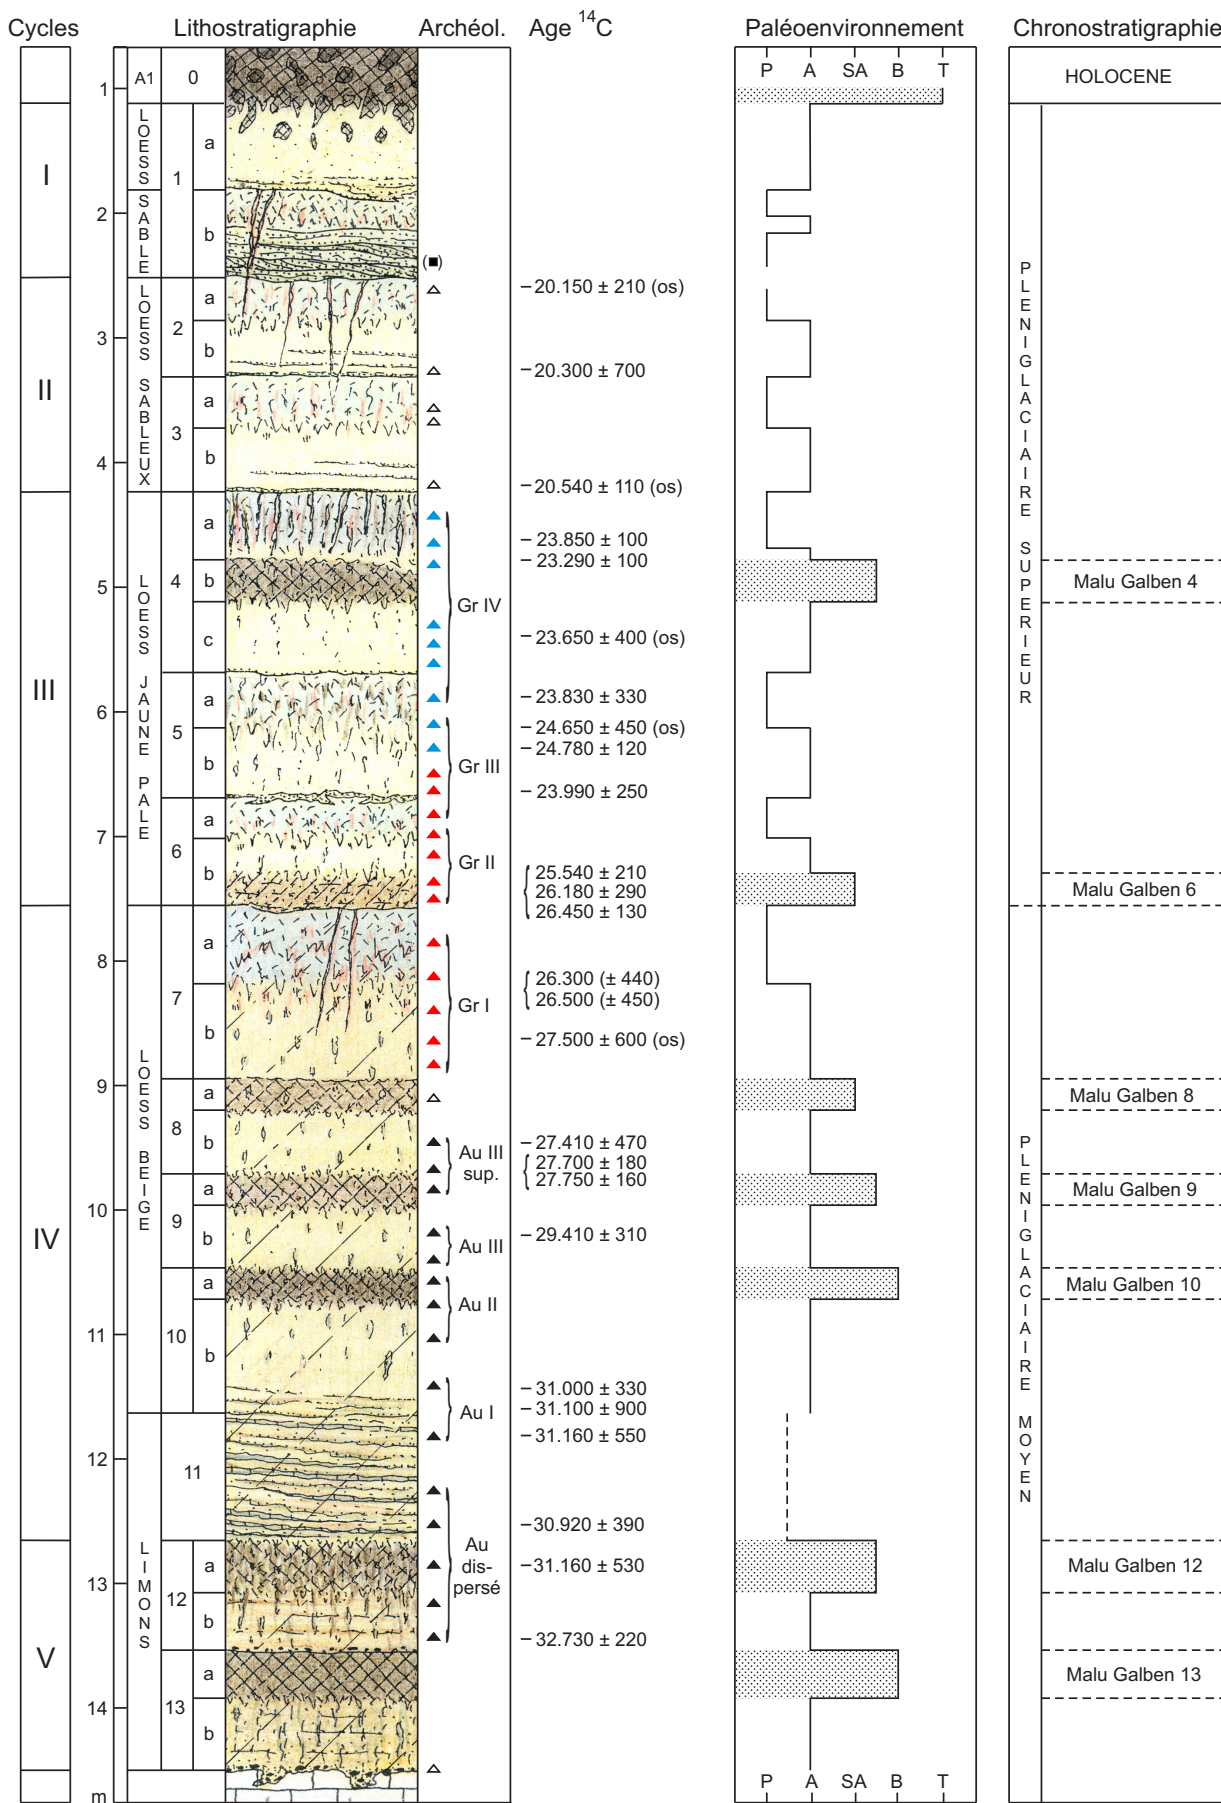 Cycles Lithostratigraphie Archéol. Age 14C Paléoenvironnement Chronostratigraphie
P A SA B T
A1 0 HOLOCENE
1
LOESS
a
I
1
SABLE
2
b
(■)
LOESS SABLEUX
a
–20.150 ± 210 (os)
2
3
b
–20.300 ± 700
II
a
3
b
4
–20.540 ± 110 (os)
PLENIGLACIAIRE SUPERIEUR
LOESS JAUNE PALE
a
–23.850 ± 100
–23.290 ± 100
4
b
5
Malu Galben 4
Gr IV
c
–23.650 ± 400 (os)
III
a
–23.830 ± 330
6
–24.650 ± 450 (os)
5
–24.780 ± 120
b
Gr III
–23.990 ± 250
a
7
6
Gr II
b
25.540 ± 210
26.180 ± 290
26.450 ± 130
Malu Galben 6
a
8
26.300 (± 440)
26.500 (± 450)
7
Gr I
b
–27.500 ± 600 (os)
LOESS BEIGE
9
a
Malu Galben 8
8
PLENIGLACIAIRE MOYEN
b
Au III
sup.
–27.410 ± 470
27.700 ± 180
27.750 ± 160
a
Malu Galben 9
10
9
IV
b
Au III
–29.410 ± 310
a
Malu Galben 10
Au II
11
10
b
–31.000 ± 330
Au I
–31.100 ± 900
–31.160 ± 550
12
11
–30.920 ± 390
LIMONS
Au
dis-
persé
a
–31.160 ± 530
Malu Galben 12
13
12
b
–32.730 ± 220
V
a
Malu Galben 13
14
13
b
P A SA B T
m